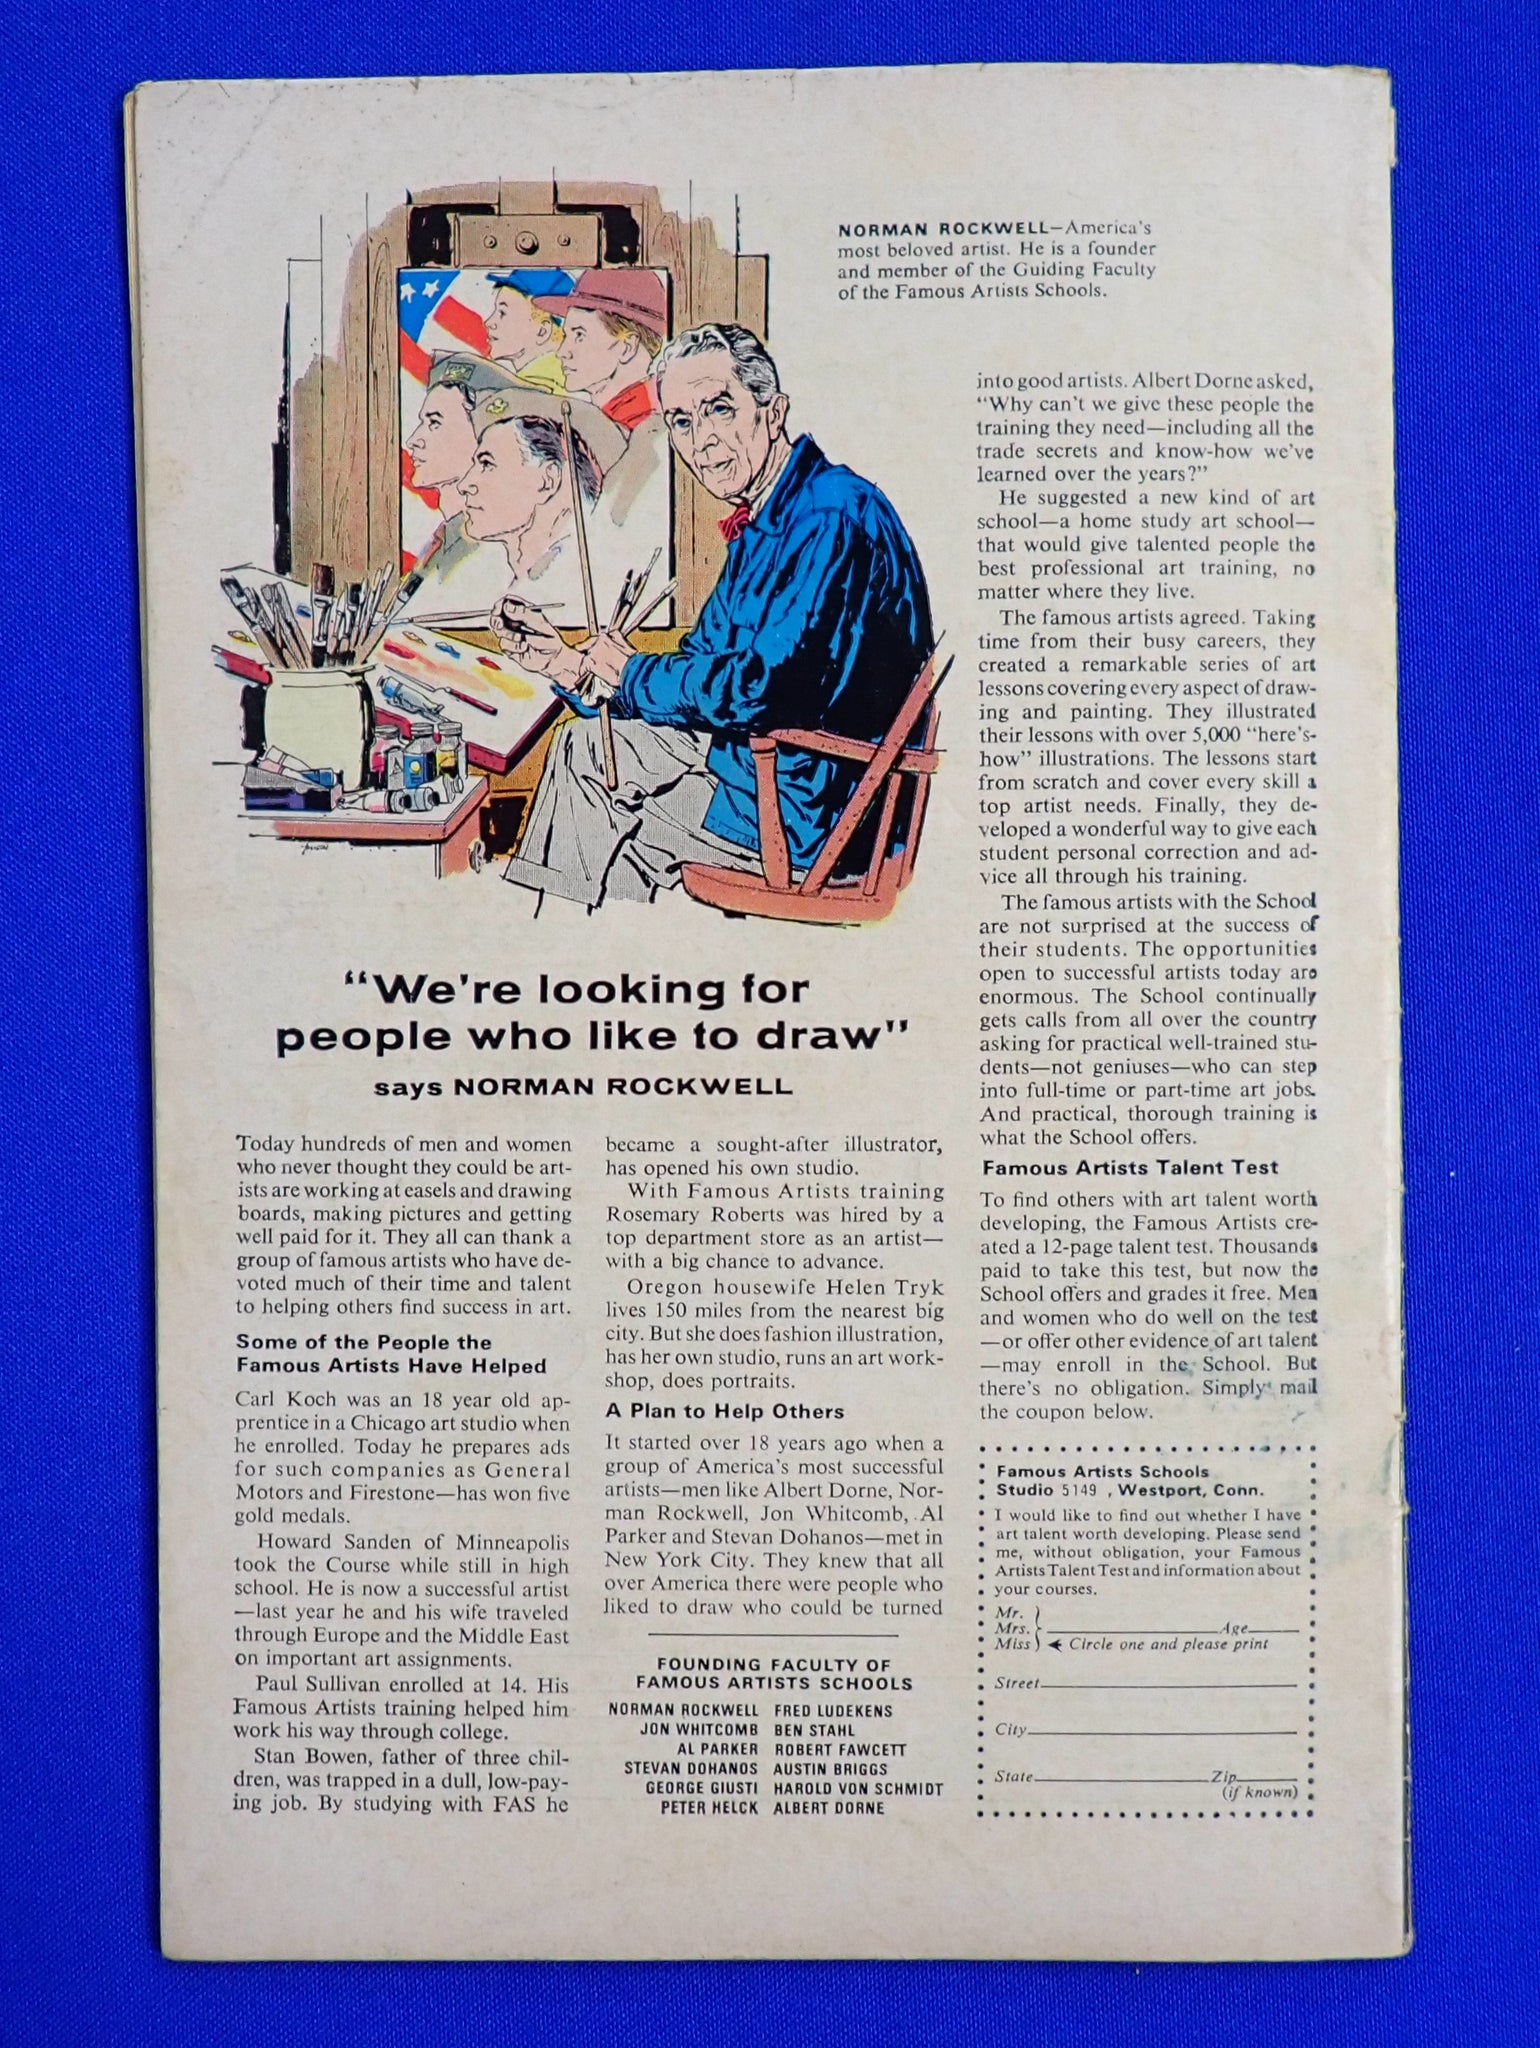 NORMAN ROCKWELL—America's
most beloved artist. He is a founder
and member of the Guiding Faculty
of the Famous Artists Schools.
"We're looking for
people who like to draw"
says NORMAN ROCKWELL
Today hundreds of men and women
who never thought they could be art-
ists are working at easels and drawing
boards, making pictures and getting
well paid for it. They all can thank a
group of famous artists who have de-
voted much of their time and talent
to helping others find success in art.
Some of the People the
Famous Artists Have Helped
Carl Koch was an 18 year old ap-
prentice in a Chicago art studio when
he enrolled. Today he prepares ads
for such companies as General
Motors and Firestone—has won five
gold medals.
Howard Sanden of Minneapolis
took the Course while still in high
school. He is now a successful artist
—last year he and his wife traveled
through Europe and the Middle East
on important art assignments.
Paul Sullivan enrolled at 14. His
Famous Artists training helped him
work his way through college.
Stan Bowen, father of three chil-
dren, was trapped in a dull, low-pay-
ing job. By studying with FAS he
became a sought-after illustrator,
has opened his own studio.
With Famous Artists training
Rosemary Roberts was hired by a
top department store as an artist—
with a big chance to advance.
Oregon housewife Helen Tryk
lives 150 miles from the nearest big
city. But she does fashion illustration,
has her own studio, runs an art work-
shop, does portraits.
A Plan to Help Others
It started over 18 years ago when a
group of America's most successful
artists—men like Albert Dorne, Nor-
man Rockwell, Jon Whitcomb, Al
Parker and Stevan Dohanos—met in
New York City. They knew that all
over America there were people who
liked to draw who could be turned
into good artists. Albert Dorne asked,
"Why can't we give these people the
training they need—including all the
trade secrets and know-how we've
learned over the years?"
He suggested a new kind of art
school—a home study art school—
that would give talented people the
best professional art training, no
matter where they live.
The famous artists agreed. Taking
time from their busy careers, they
created a remarkable series of art
lessons covering every aspect of draw-
ing and painting. They illustrated
their lessons with over 5,000 "here's-
how" illustrations. The lessons start
from scratch and cover every skill a
top artist needs. Finally, they de-
veloped a wonderful way to give each
student personal correction and ad-
vice all through his training.
The famous artists with the School
are not surprised at the success of
their students. The opportunities
open to successful artists today are
enormous. The School continually
gets calls from all over the country
asking for practical well-trained stu-
dents—not geniuses—who can step
into full-time or part-time art jobs.
And practical, thorough training is
what the School offers.
Famous Artists Talent Test
To find others with art talent worth
developing, the Famous Artists cre-
ated a 12-page talent test. Thousands
paid to take this test, but now the
School offers and grades it free. Men
and women who do well on the test
—or offer other evidence of art talent
—may enroll in the School. But
there's no obligation. Simply mail
the coupon below.
FOUNDING FACULTY OF
FAMOUS ARTISTS SCHOOLS
NORMAN ROCKWELL FRED LUDEKENS
JON WHITCOMB BEN STAHL
AL PARKER ROBERT FAWCETT
STEVAN DOHANOS AUSTIN BRIGGS
GEORGE GIUSTI HAROLD VON SCHMIDT
PETER HELCK ALBERT DORNE
Famous Artists Schools
Studio 5149 , Westport, Conn.
I would like to find out whether I have
art talent worth developing. Please send
me, without obligation, your Famous
Artists Talent Test and information about
your courses.
Mr.
Mrs. Age
Miss Circle one and please print
Street
City
State Zip
(if known)